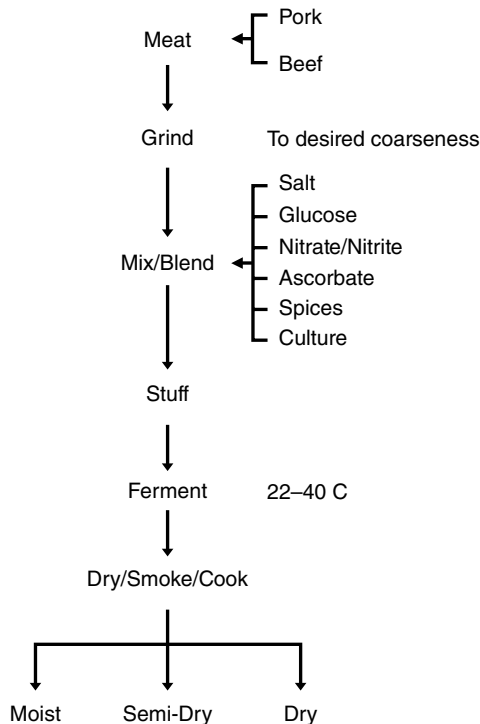 Pork
Meat
Beef
Grind To desired coarseness
Salt
Glucose
Nitrate/Nitrite
Mix/Blend
Ascorbate
Spices
Culture
Stuff
Ferment 22–40 C
Dry/Smoke/Cook
Moist Semi-Dry Dry